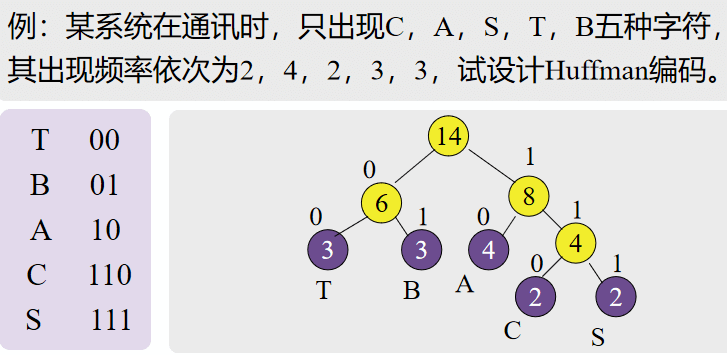 例：某系统在通讯时，只出现C，A，S，T，B五种字符，
其出现频率依次为2，4，2，3，3，试设计Huffman编码。
T 00
B 01
A 10
C 110
S 111
14
0 1
6 8
0 1 0 1
3 3 4 4
T B A
0 1
2 2
C S